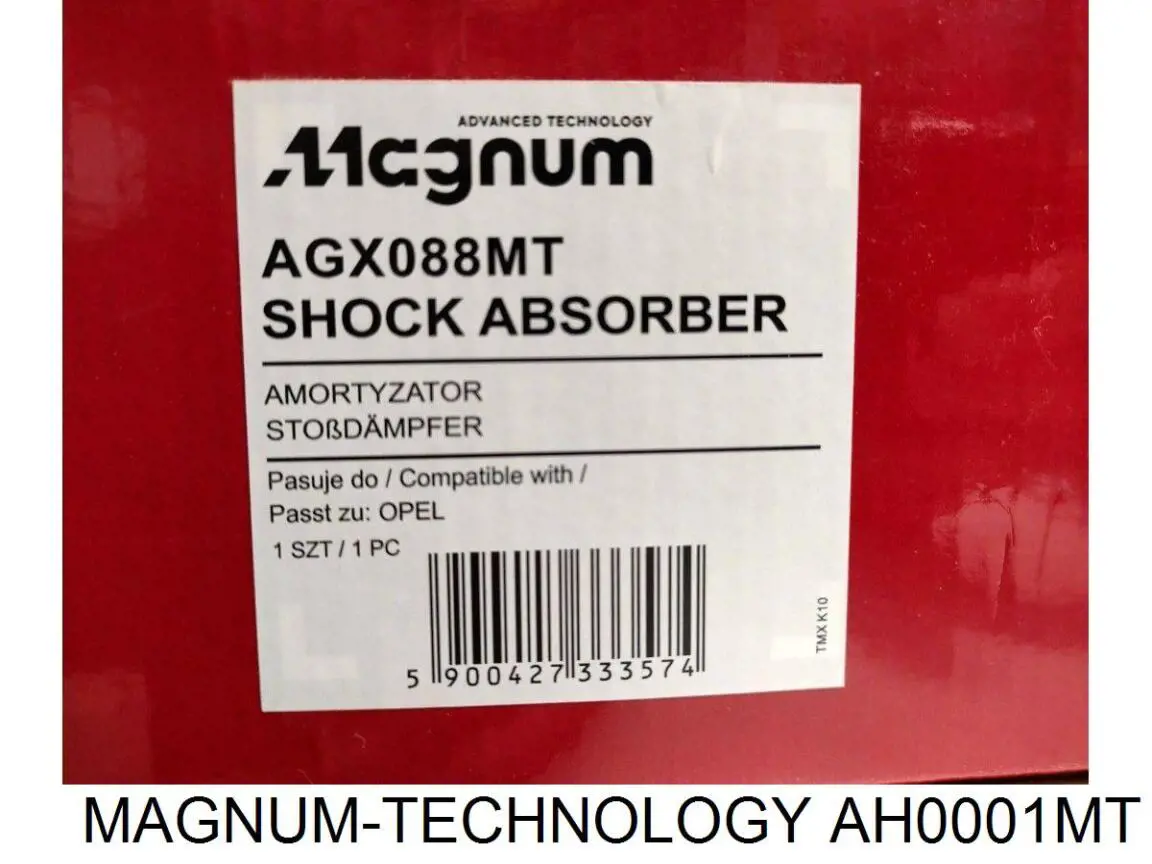 ADVANCED TECHNOLOGY
Magnum
AGX088MT
SHOCK ABSORBER
AMORTYZATOR
STOßDÄMPFER
Pasuje do / Compatible with /
Passt zu: OPEL
1 SZT / 1 PC
5 900427 333574
TMX K10
MAGNUM-TECHNOLOGY AH0001MT